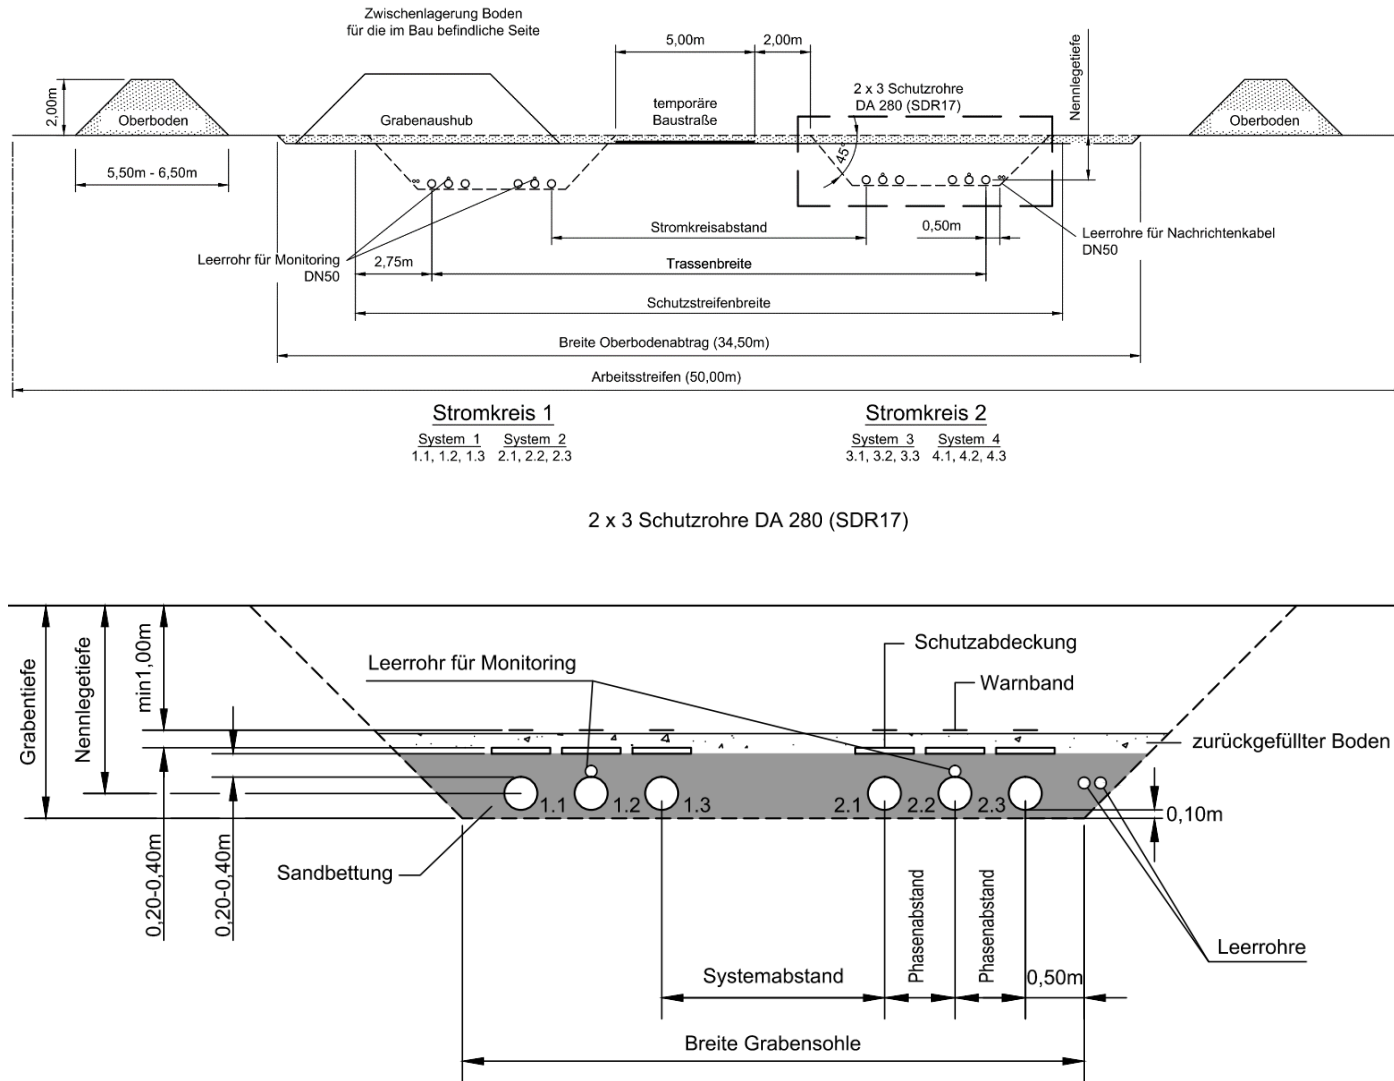 Zwischenlagerung Boden
für die im Bau befindliche Seite
5,00m
2,00m
Nennlegetiefe
2,00m
Oberboden
Grabenaushub
temporäre
Baustraße
2 x 3 Schutzrohre
DA 280 (SDR17)
Oberboden
45°
5,50m - 6,50m
Stromkreisabstand
0,50m
Leerrohre für Nachrichtenkabel
DN50
Leerrohr für Monitoring
DN50
2,75m
Trassenbreite
Schutzstreifenbreite
Breite Oberbodenabtrag (34,50m)
Arbeitsstreifen (50,00m)
Stromkreis 1
Stromkreis 2
System 1
System 2
System 3
System 4
1.1, 1.2, 1.3
2.1, 2.2, 2.3
3.1, 3.2, 3.3
4.1, 4.2, 4.3
2 x 3 Schutzrohre DA 280 (SDR17)
Grabentiefe
Nennlegetiefe
min1,00m
Leerrohr für Monitoring
Schutzabdeckung
Warnband
zurückgefüllter Boden
1.1
1.2
1.3
2.1
2.2
2.3
0,10m
0,20-0,40m
0,20-0,40m
Sandbettung
Systemabstand
Phasenabstand
Phasenabstand
0,50m
Leerrohre
Breite Grabensohle